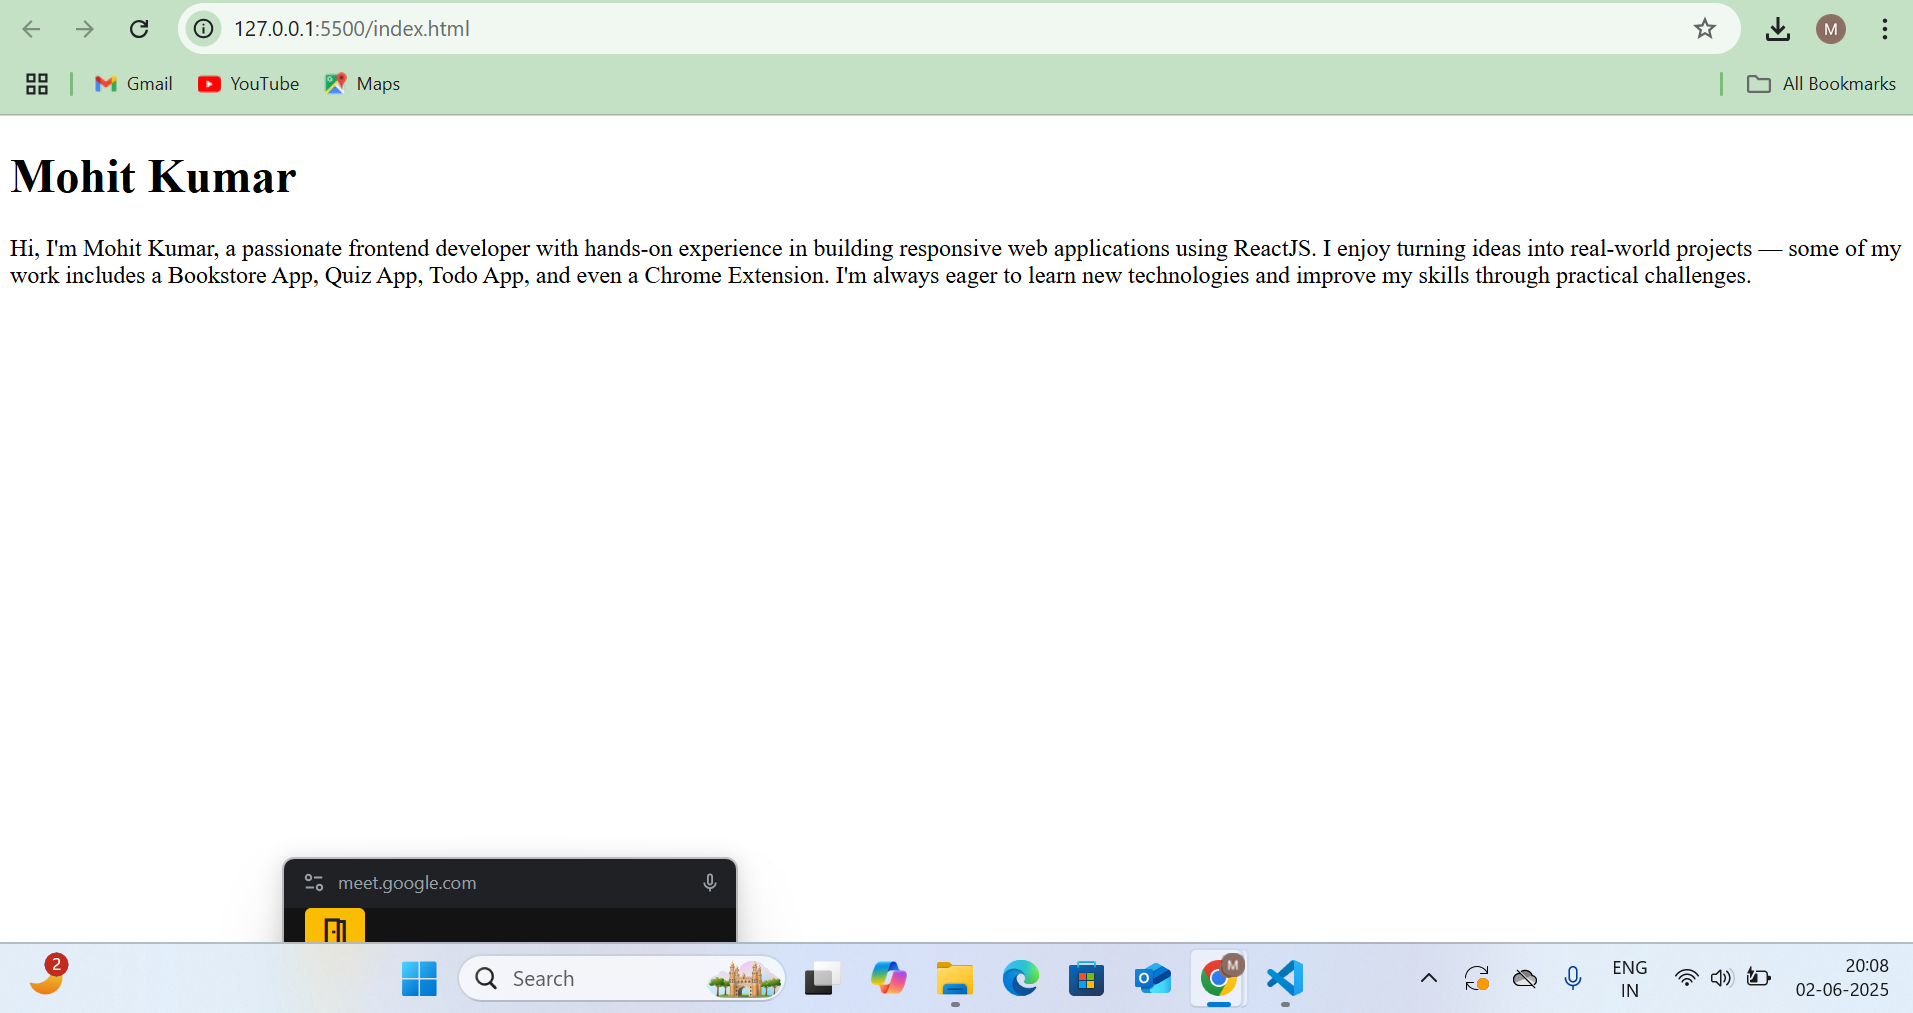 127.0.0.1:5500/index.html
M
Gmail
YouTube
Maps
All Bookmarks
Mohit Kumar
Hi, I'm Mohit Kumar, a passionate frontend developer with hands-on experience in building responsive web applications using ReactJS. I enjoy turning ideas into real-world projects — some of my
work includes a Bookstore App, Quiz App, Todo App, and even a Chrome Extension. I'm always eager to learn new technologies and improve my skills through practical challenges.
meet.google.com
2
Search
M
ENG
IN
20:08
02-06-2025